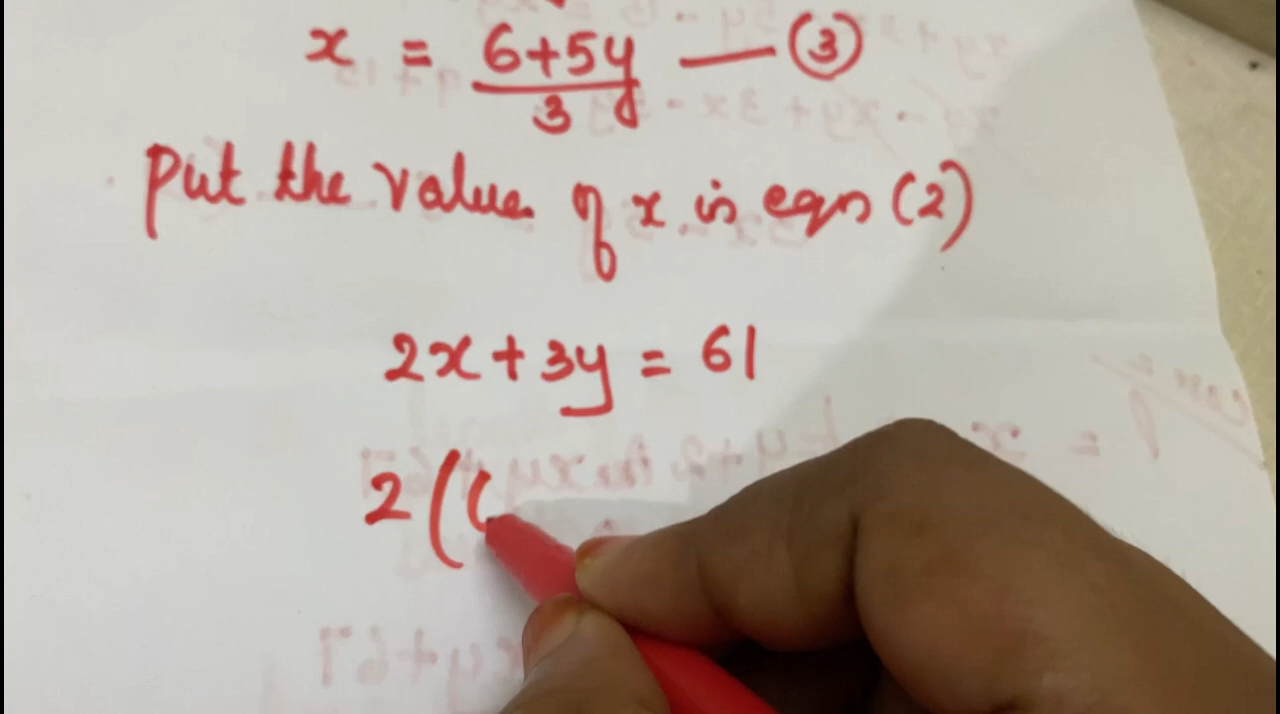 x = 6+5y/3 — (3)
Put the value of x in eqn (2)
2x + 3y = 61
2 (